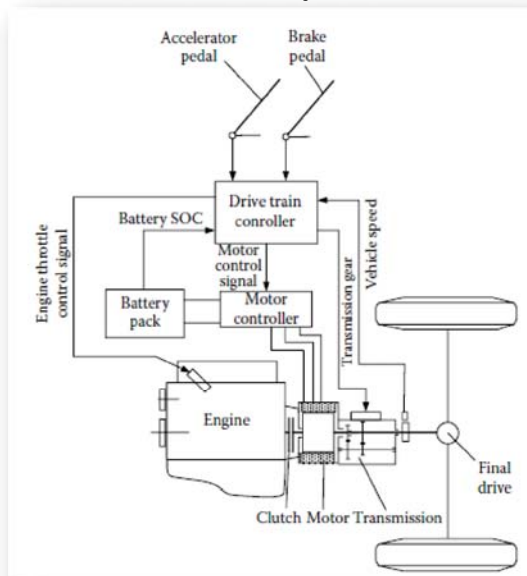 Accelerator
pedal
Brake
pedal
Drive train
conroller
Battery SOC
Engine throttle
control signal
Motor
control
signal
Transmission gear
Vehicle speed
Battery
pack
Motor
controller
Engine
Final
drive
Clutch Motor Transmission